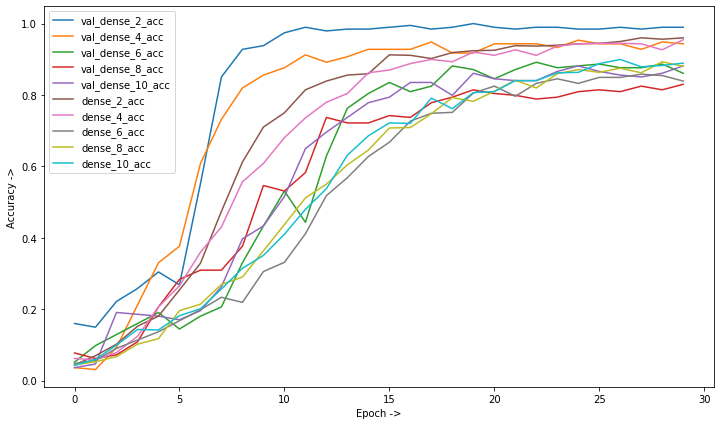 val_dense_2_acc
val_dense_4_acc
val_dense_6_acc
val_dense_8_acc
val_dense_10_acc
dense_2_acc
dense_4_acc
dense_6_acc
dense_8_acc
dense_10_acc
1.0
0.8
0.6
0.4
0.2
0.0
Accuracy ->
0 5 10 15 20 25 30
Epoch ->